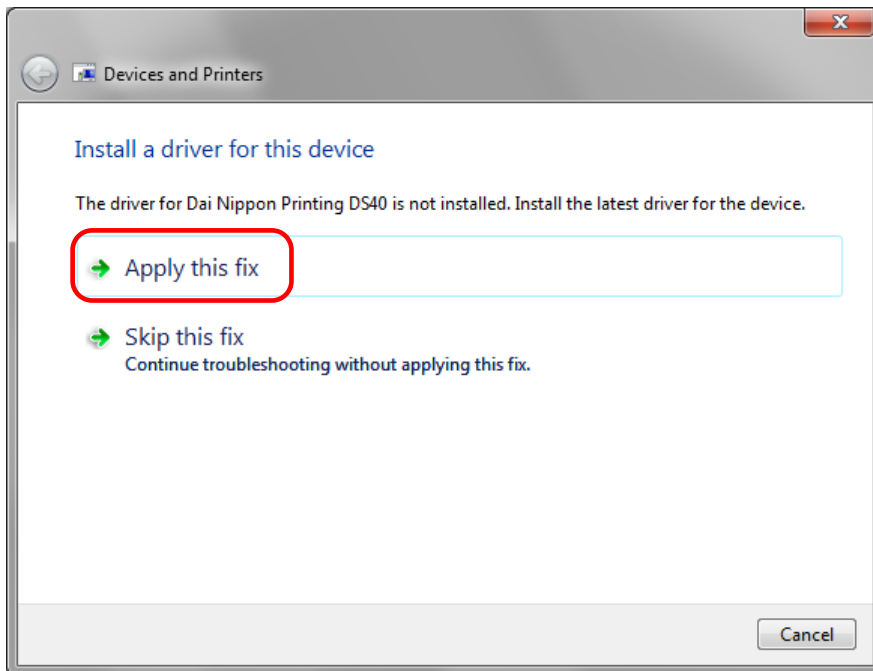 Devices and Printers
Install a driver for this device
The driver for Dai Nippon Printing DS40 is not installed. Install the latest driver for the device.
Apply this fix
Skip this fix
Continue troubleshooting without applying this fix.
Cancel